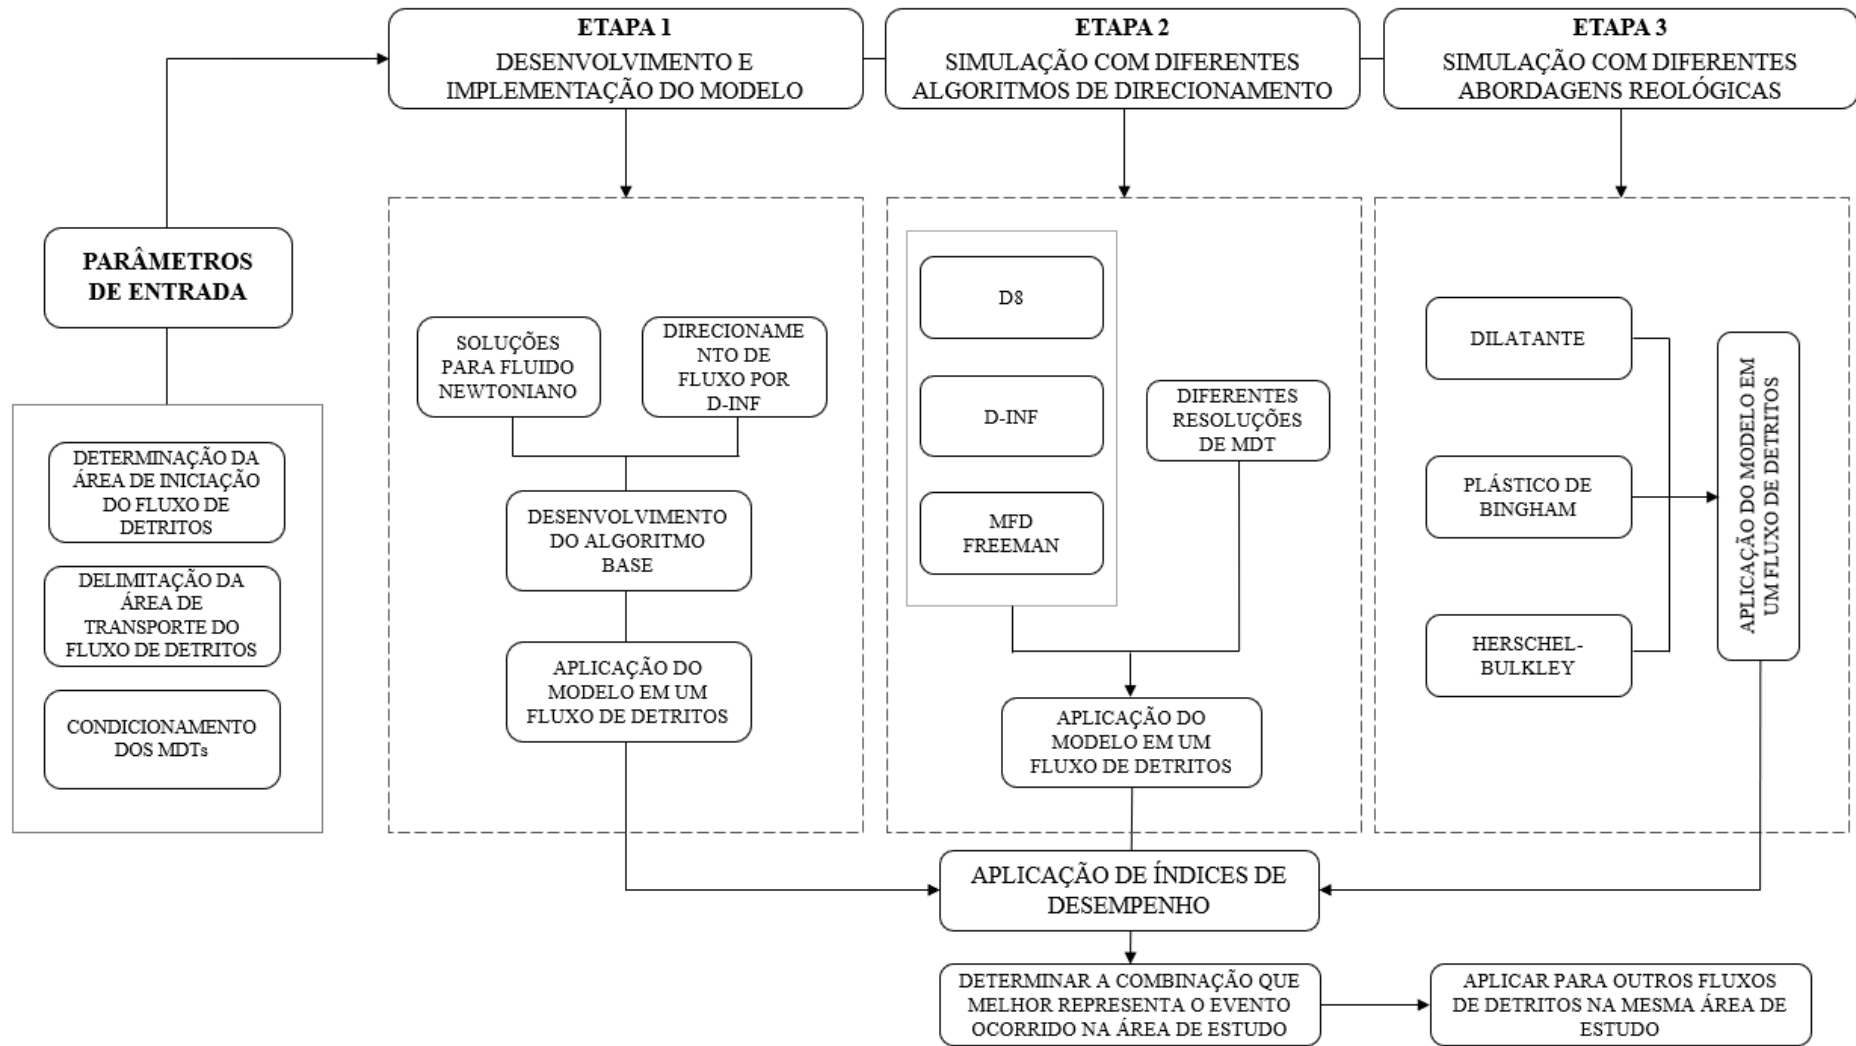 ETAPA 1
DESENVOLVIMENTO E
IMPLEMENTAÇÃO DO MODELO
ETAPA 2
SIMULAÇÃO COM DIFERENTES
ALGORITMOS DE DIRECIONAMENTO
ETAPA 3
SIMULAÇÃO COM DIFERENTES
ABORDAGENS REOLÓGICAS
PARÂMETROS
DE ENTRADA
DETERMINAÇÃO DA
ÁREA DE INICIAÇÃO
DO FLUXO DE
DETRITOS
DELIMITAÇÃO DA
ÁREA DE
TRANSPORTE DO
FLUXO DE DETRITOS
CONDICIONAMENTO
DOS MDTs
SOLUÇÕES
PARA FLUIDO
NEWTONIANO
DIRECIONAME
NTO DE
FLUXO POR
D-INF
DESENVOLVIMENTO
DO ALGORITMO
BASE
APLICAÇÃO DO
MODELO EM UM
FLUXO DE DETRITOS
D8
D-INF
MFD
FREEMAN
DIFERENTES
RESOLUÇÕES
DE MDT
APLICAÇÃO DO
MODELO EM UM
FLUXO DE DETRITOS
DILATANTE
PLÁSTICO DE
BINGHAM
HERSCHEL-
BULKLEY
APLICAÇÃO DO MODELO EM
UM FLUXO DE DETRITOS
APLICAÇÃO DE ÍNDICES DE
DESEMPENHO
DETERMINAR A COMBINAÇÃO QUE
MELHOR REPRESENTA O EVENTO
OCORRIDO NA ÁREA DE ESTUDO
APLICAR PARA OUTROS FLUXOS
DE DETRITOS NA MESMA ÁREA DE
ESTUDO